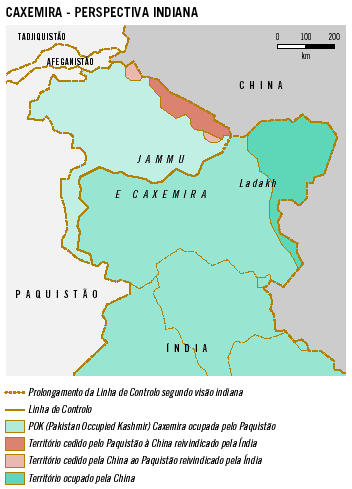 CAXEMIRA - PERSPECTIVA INDIANA
TADJIQUISTÃO
0 100 200
km
AFEGANISTÃO
CHINA
JAMMU
Ladakh
E CAXEMIRA
PAQUISTÃO
ÍNDIA
Prolongamento da Linha de Controlo segundo visão indiana
Linha de Controlo
POK (Pakistan Occupied Kashmir) Caxemira ocupada pelo Paquistão
Território cedido pelo Paquistão à China reivindicado pela Índia
Território cedido pela China ao Paquistão reivindicado pela Índia
Território ocupado pela China